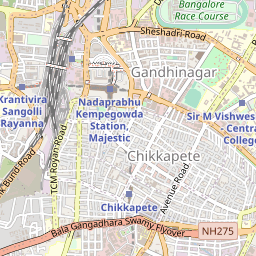 Bangalore
Race Course
Sheshadri Road
Gandhinagar
Krantivira
Sangolli
Rayanna
Nadaprabhu
Kempegowda
Station,
Majestic
Sir M Vishwes
Central
College
TCM Royan Road
Bund Road
Chikkapete
Avenue Road
Chikkapete
NH275
Bala Gangadhara Swamy Flyover